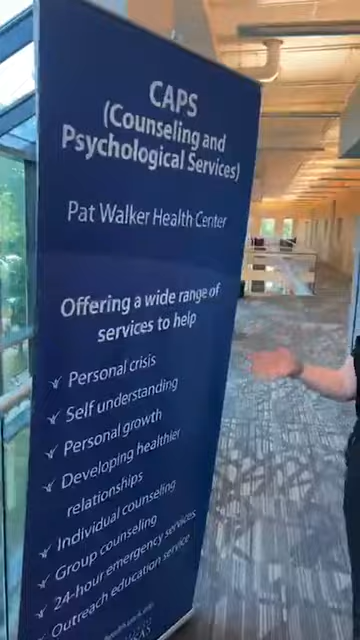 CAPS
(Counseling and
Psychological Services)
Pat Walker Health Center
Offering a wide range of
services to help
Personal crisis
Self understanding
Personal growth
Developing healthier
relationships
Individual counseling
Group counseling
24-hour emergency services
Outreach education service